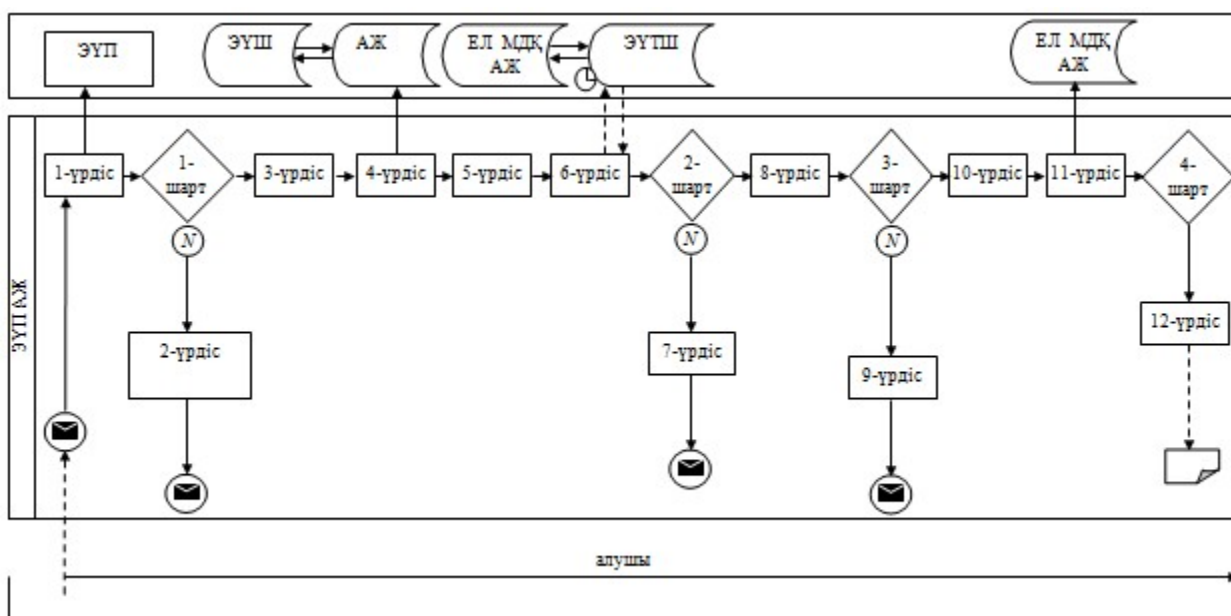 ЭҮП
ЭҮШ
АЖ
ЕЛ МДҚ
АЖ
ЭҮТШ
ЕЛ МДҚ
АЖ
ЭҮП АЖ
1-үрдіс
1-
шарт
3-үрдіс
4-үрдіс
5-үрдіс
6-үрдіс
2-
шарт
8-үрдіс
3-
шарт
10-үрдіс
11-үрдіс
4-
шарт
N
N
N
2-үрдіс
7-үрдіс
9-үрдіс
12-үрдіс
алушы